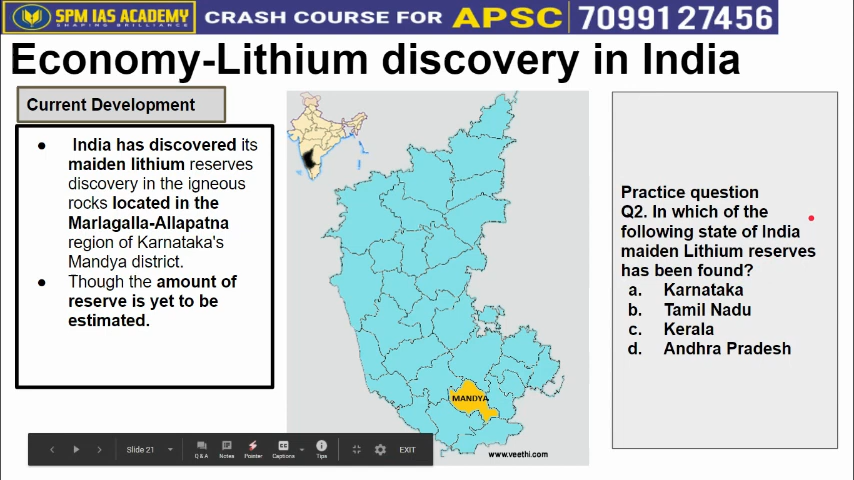 SPM IAS ACADEMY
SHAPING BRILLIANCE
CRASH COURSE FOR APSC 7099127456
Economy-Lithium discovery in India
Current Development
● India has discovered its
maiden lithium reserves
discovery in the igneous
rocks located in the
Marlagalla-Allapatna
region of Karnataka's
Mandya district.
● Though the amount of
reserve is yet to be
estimated.
MANDYA
www.veethi.com
Practice question
Q2. In which of the
following state of India
maiden Lithium reserves
has been found?
a. Karnataka
b. Tamil Nadu
c. Kerala
d. Andhra Pradesh
Slide 21
Q & A
Notes
Pointer
Captions
Tips
EXIT